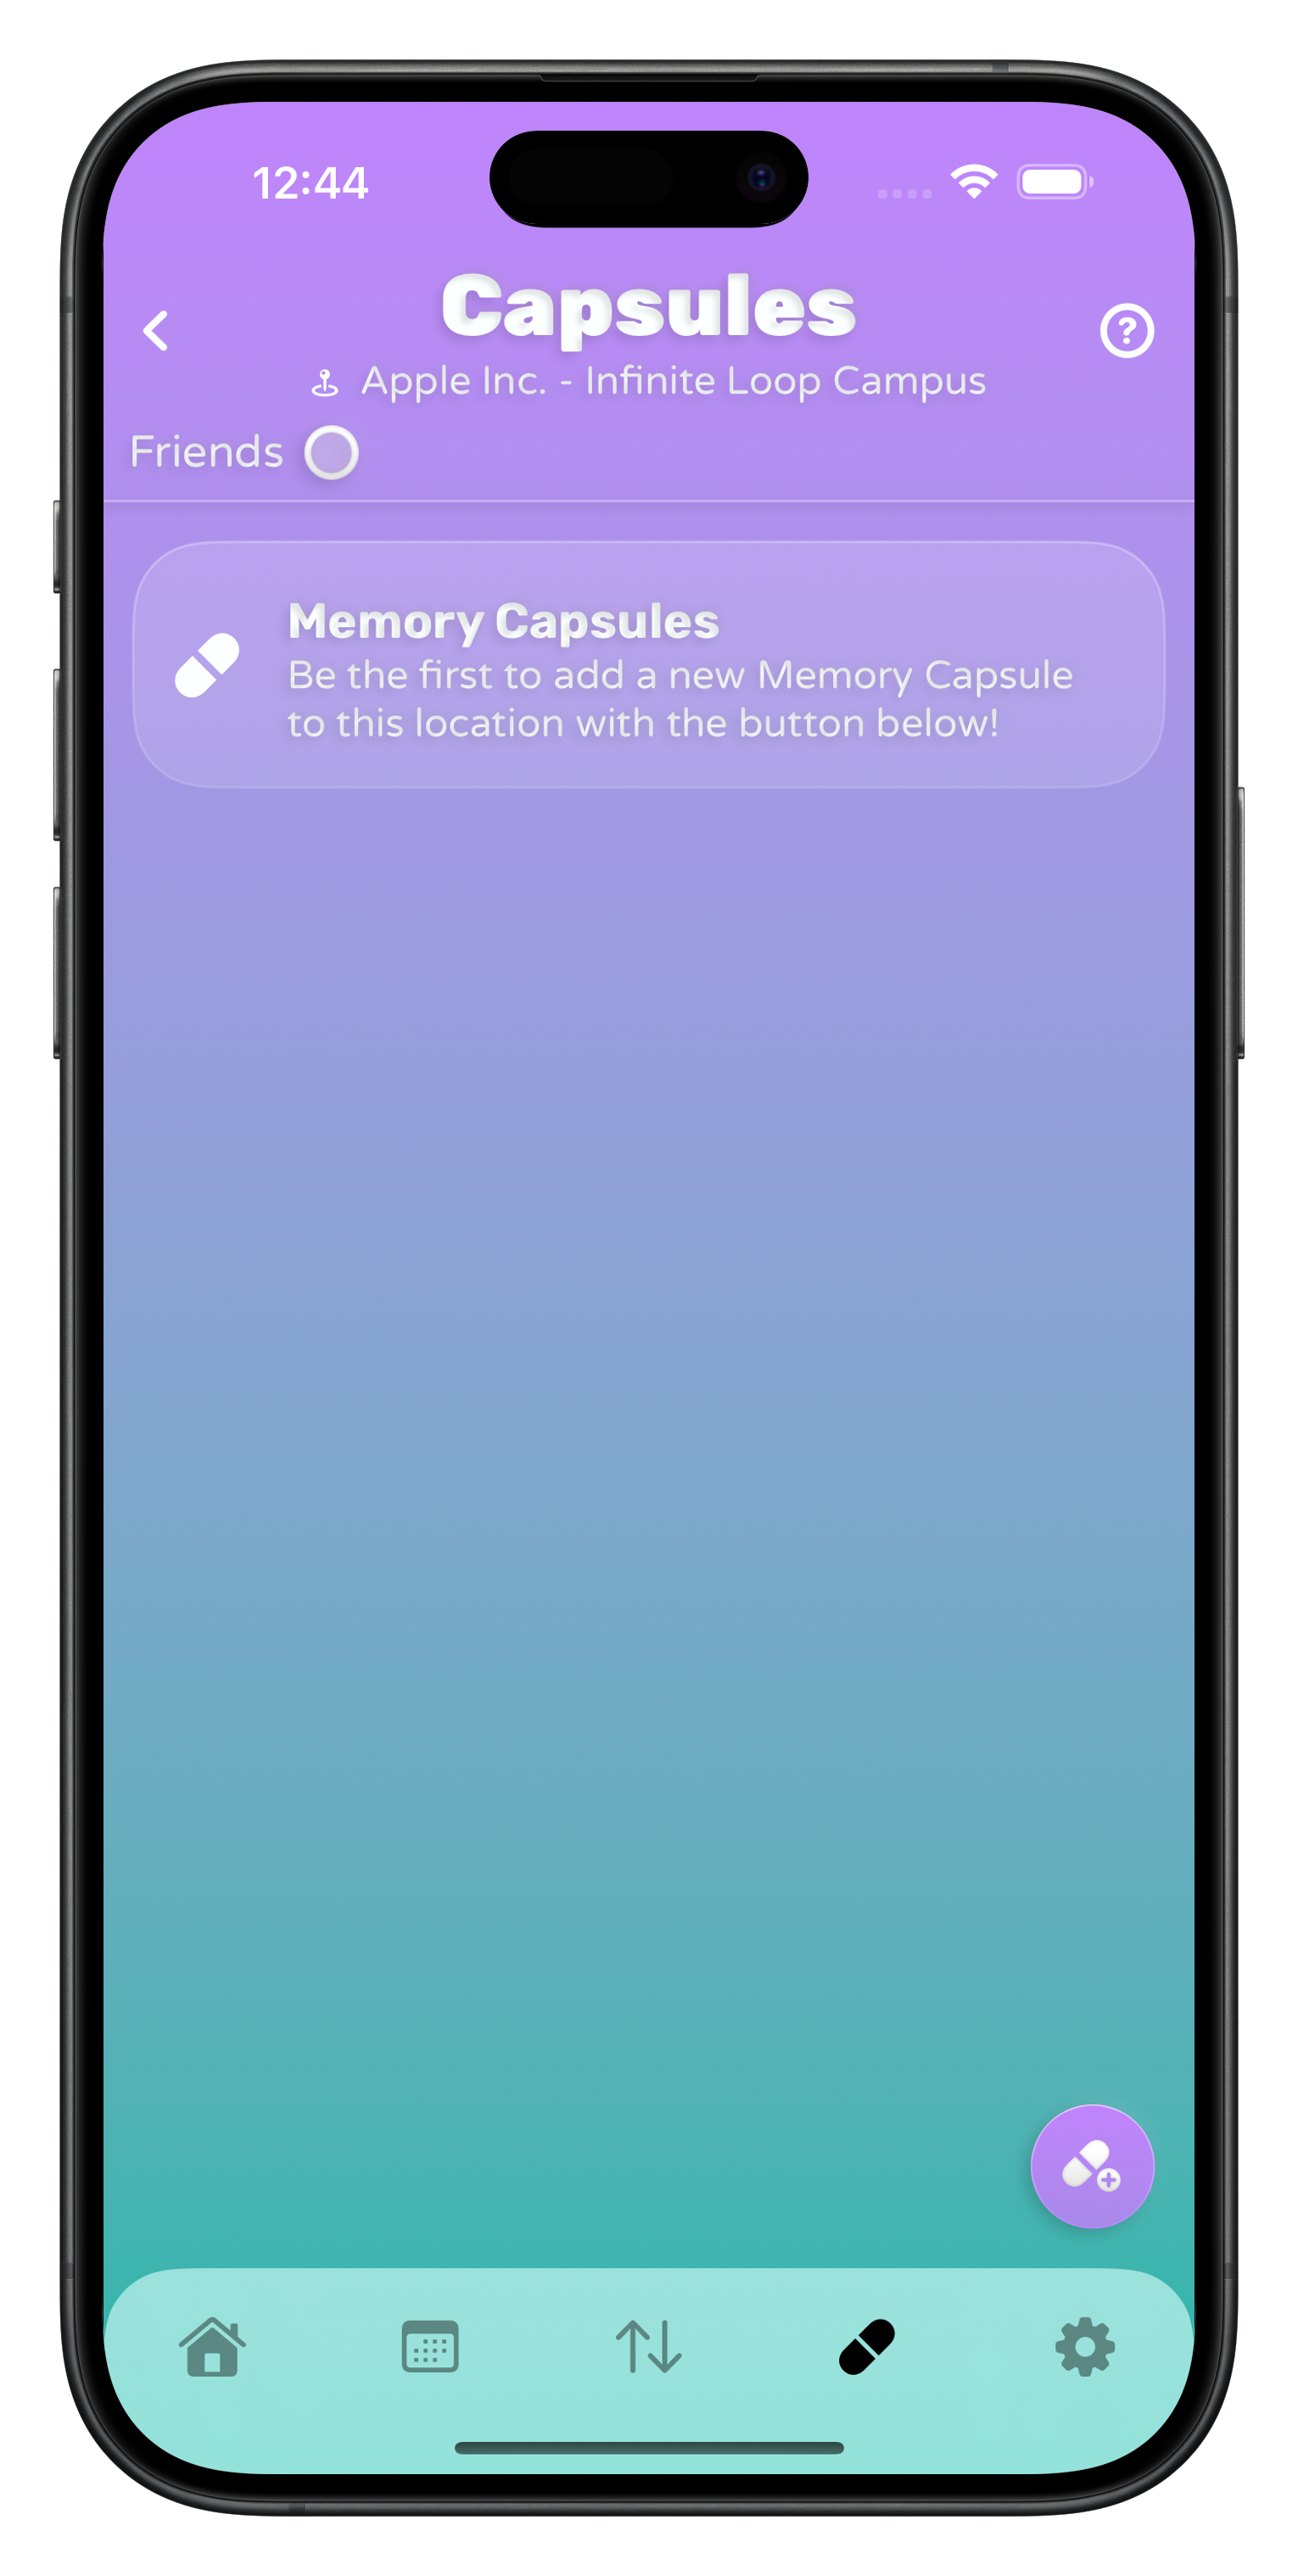 12:44
Capsules
Apple Inc. - Infinite Loop Campus
?
Friends
Memory Capsules
Be the first to add a new Memory Capsule
to this location with the button below!